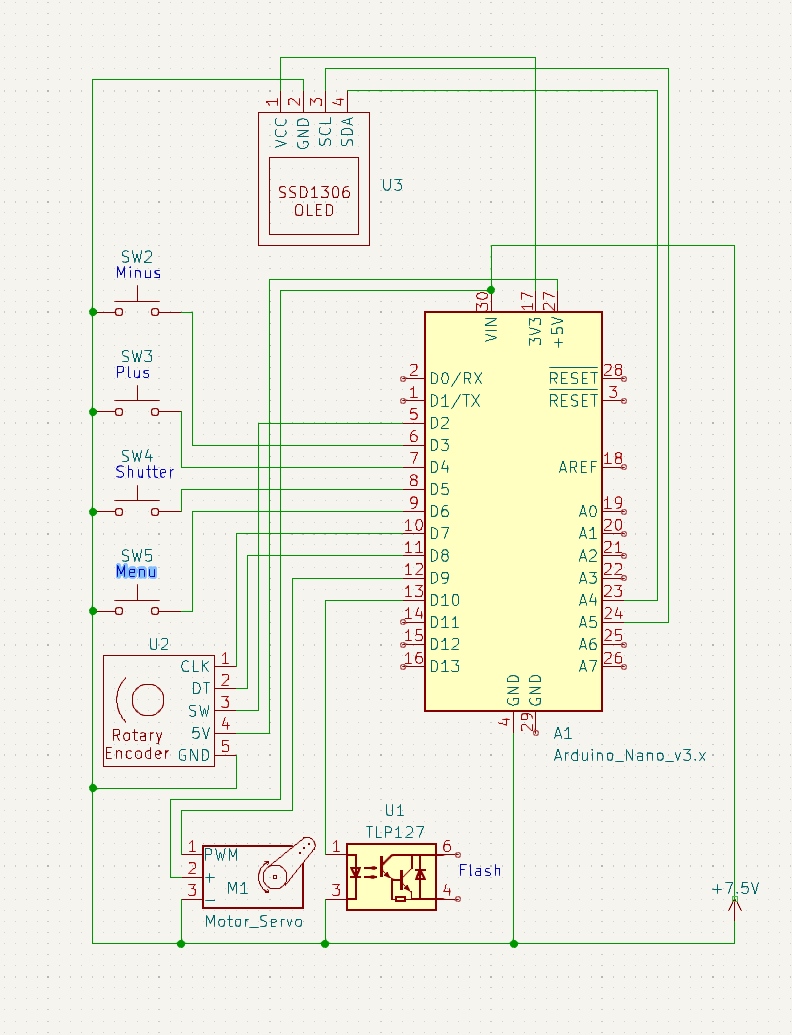 1 2 3 4
VCC GND SCL SDA
SSD1306
OLED
U3
SW2
Minus
SW3
Plus
SW4
Shutter
SW5
Menu
30 17 27
VIN 3V3 +5V
2 D0/RX RESET 28
1 D1/TX RESET 3
5 D2
6 D3
7 D4 AREF 18
8 D5
9 D6 A0 19
10 D7 A1 20
11 D8 A2 21
12 D9 A3 22
13 D10 A4 23
14 D11 A5 24
15 D12 A6 25
16 D13 A7 26
GND GND
4 29
A1
Arduino_Nano_v3.x
U2
CLK 1
DT 2
SW 3
5V 4
GND 5
Rotary
Encoder
1 PWM
2 +
3 −
M1
Motor_Servo
U1
TLP127
1 6
3 4
Flash
+7.5V